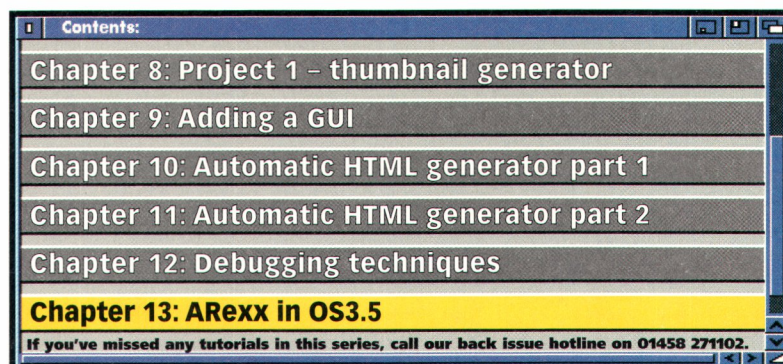 Contents:
Chapter 8: Project 1 – thumbnail generator
Chapter 9: Adding a GUI
Chapter 10: Automatic HTML generator part 1
Chapter 11: Automatic HTML generator part 2
Chapter 12: Debugging techniques
Chapter 13: ARexx in OS3.5
If you've missed any tutorials in this series, call our back issue hotline on 01458 271102.